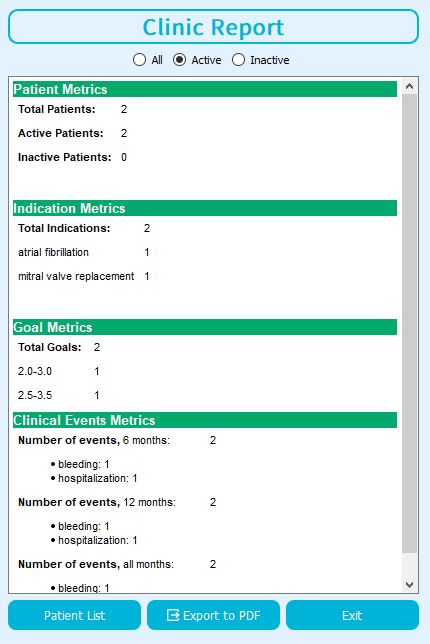 Clinic Report
All Active Inactive
Patient Metrics
Total Patients: 2
Active Patients: 2
Inactive Patients: 0
Indication Metrics
Total Indications: 2
atrial fibrillation 1
mitral valve replacement 1
Goal Metrics
Total Goals: 2
2.0-3.0 1
2.5-3.5 1
Clinical Events Metrics
Number of events, 6 months: 2
• bleeding: 1
• hospitalization: 1
Number of events, 12 months: 2
• bleeding: 1
• hospitalization: 1
Number of events, all months: 2
• bleeding: 1
Patient List Export to PDF Exit